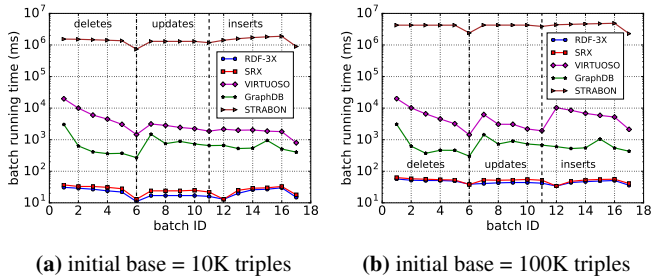 batch running time (ms)
10⁷
10⁶
10⁵
10⁴
10³
10²
10¹
deletes
updates
inserts
RDF-3X
SRX
VIRTUOSO
GraphDB
STRABON
0 2 4 6 8 10 12 14 16 18
batch ID
(a) initial base = 10K triples
batch running time (ms)
10⁷
10⁶
10⁵
10⁴
10³
10²
10¹
RDF-3X
SRX
VIRTUOSO
GraphDB
STRABON
deletes
updates
inserts
0 2 4 6 8 10 12 14 16 18
batch ID
(b) initial base = 100K triples